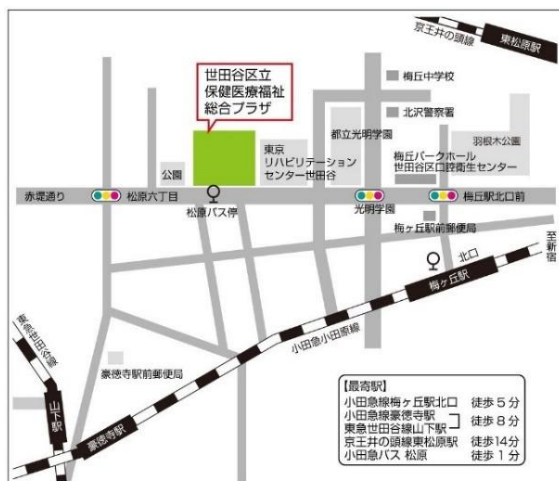 京王井の頭線
東松原駅
世田谷区立
保健医療福祉
総合プラザ
梅丘中学校
北沢警察署
都立光明学園
羽根木公園
東京
リハビリテーション
センター世田谷
公園
梅丘パークホール
世田谷区口腔衛生センター
赤堤通り
松原六丁目
松原バス停
光明学園
梅丘駅北口前
梅ヶ丘駅前郵便局
至新宿
北口
梅ヶ丘駅
小田急小田原線
東急世田谷線
豪徳寺駅前郵便局
山下駅
豪徳寺駅
【最寄駅】
小田急線梅ヶ丘駅北口 徒歩5分
小田急線豪徳寺駅
東急世田谷線山下駅 徒歩8分
京王井の頭線東松原駅 徒歩14分
小田急バス 松原 徒歩1分